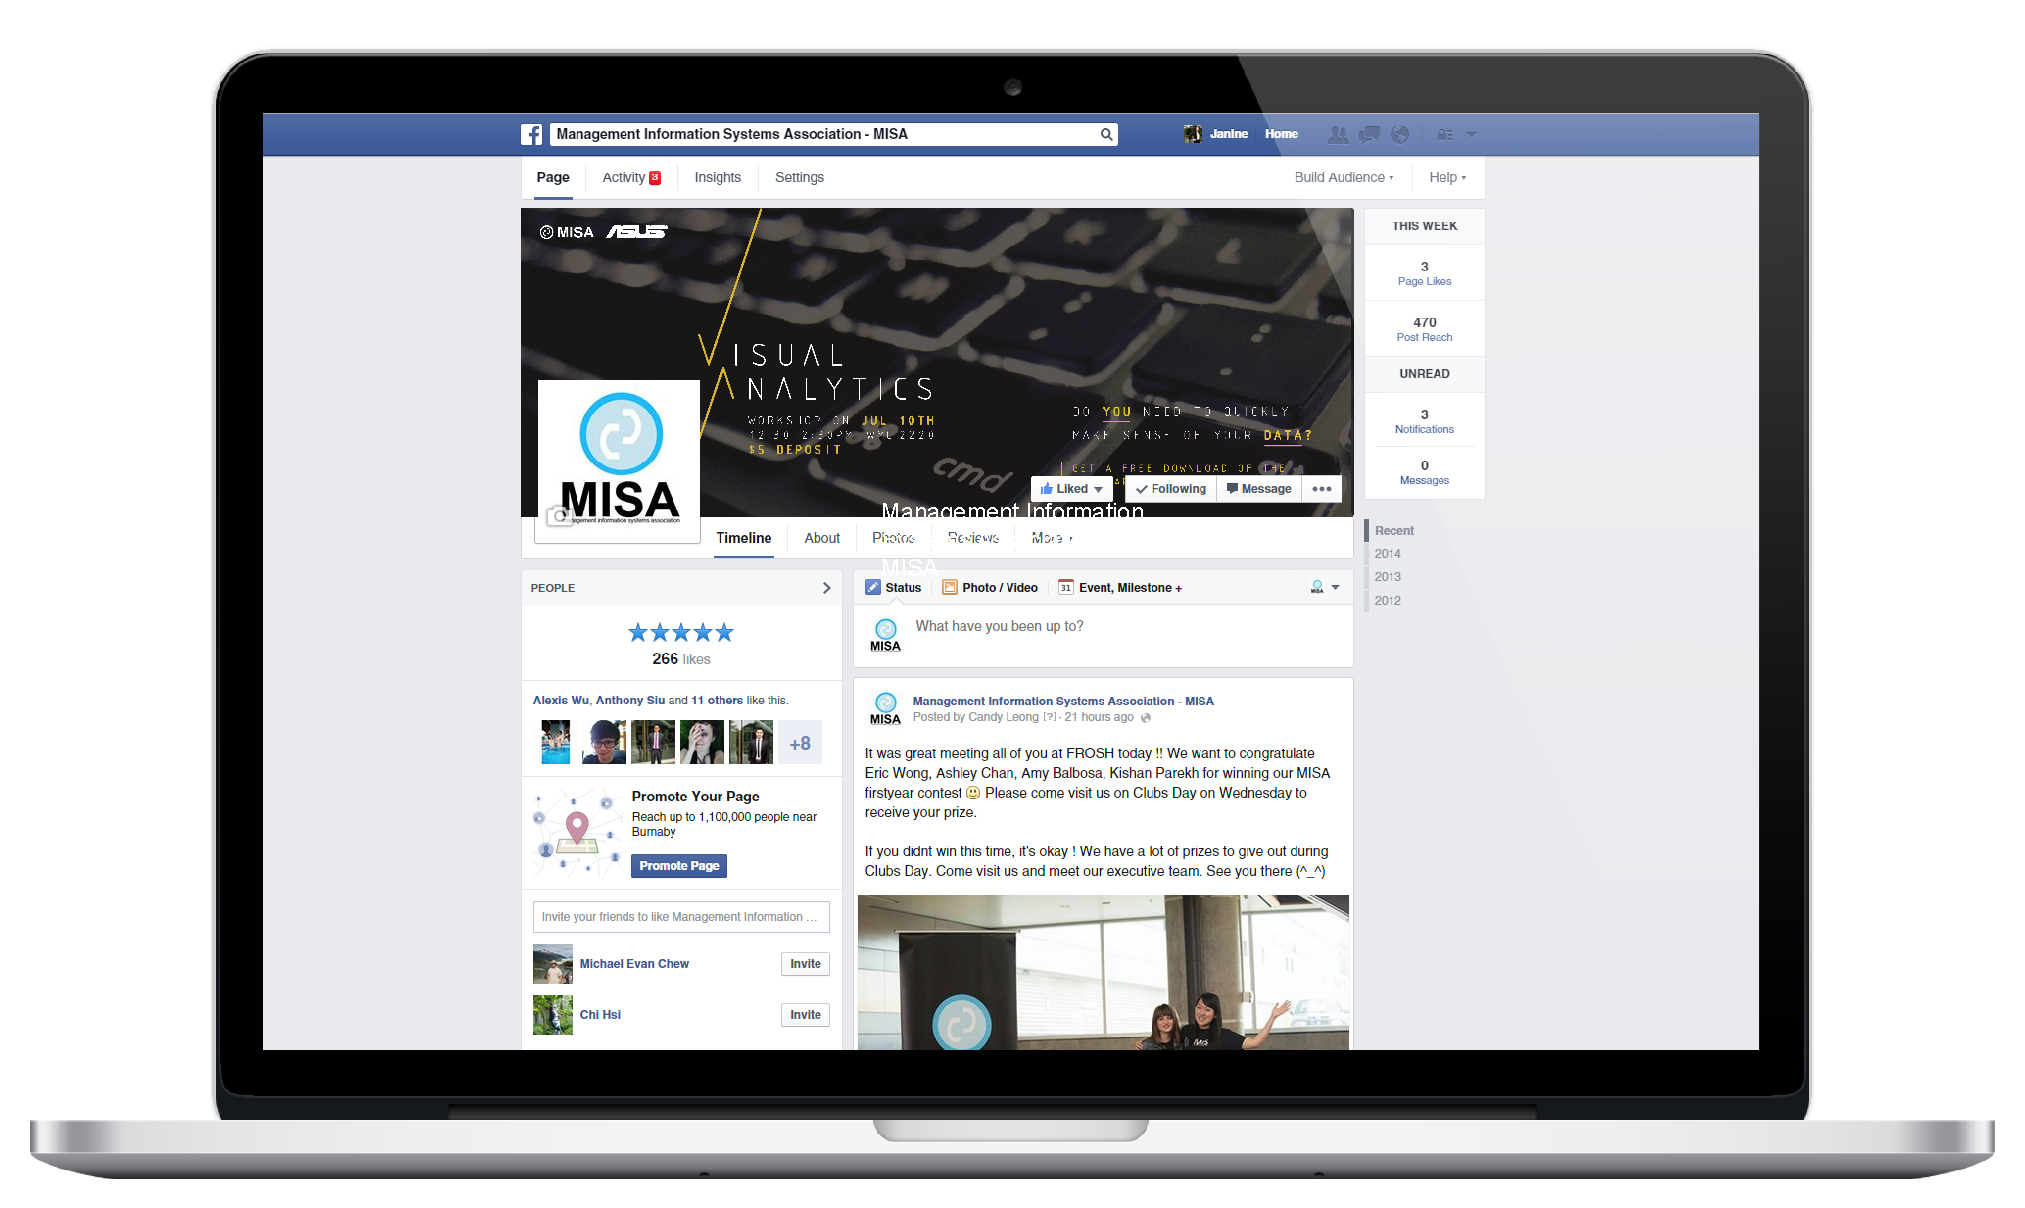 Management Information Systems Association - MISA
Janine
Home
Page
Activity 3
Insights
Settings
Build Audience
Help
MISA ASUS
VISUAL
ANALYTICS
WORKSHOP ON JUL 10TH
12:30-2:30PM WMC 2220
$5 DEPOSIT
DO YOU NEED TO QUICKLY
MAKE SENSE OF YOUR DATA?
GET A FREE DOWNLOAD OF THE
cmd
MISA
management information systems association
Management Information
MISA
Liked
Following
Message
Timeline
About
Photos
Reviews
More
THIS WEEK
3
Page Likes
470
Post Reach
UNREAD
3
Notifications
0
Messages
Recent
2014
2013
2012
PEOPLE
266 likes
Alexis Wu, Anthony Siu and 11 others like this.
+8
Promote Your Page
Reach up to 1,100,000 people near
Burnaby
Promote Page
Invite your friends to like Management Information ...
Michael Evan Chew
Invite
Chi Hsi
Invite
Status
Photo / Video
31
Event, Milestone +
MISA
MISA
What have you been up to?
MISA
Management Information Systems Association - MISA
Posted by Candy Leong [?] · 21 hours ago
It was great meeting all of you at FROSH today !! We want to congratulate
Eric Wong, Ashley Chan, Amy Balbosa, Kishan Parekh for winning our MISA
firstyear contest 😃 Please come visit us on Clubs Day on Wednesday to
receive your prize.
If you didnt win this time, it's okay ! We have a lot of prizes to give out during
Clubs Day. Come visit us and meet our executive team. See you there (^_^)